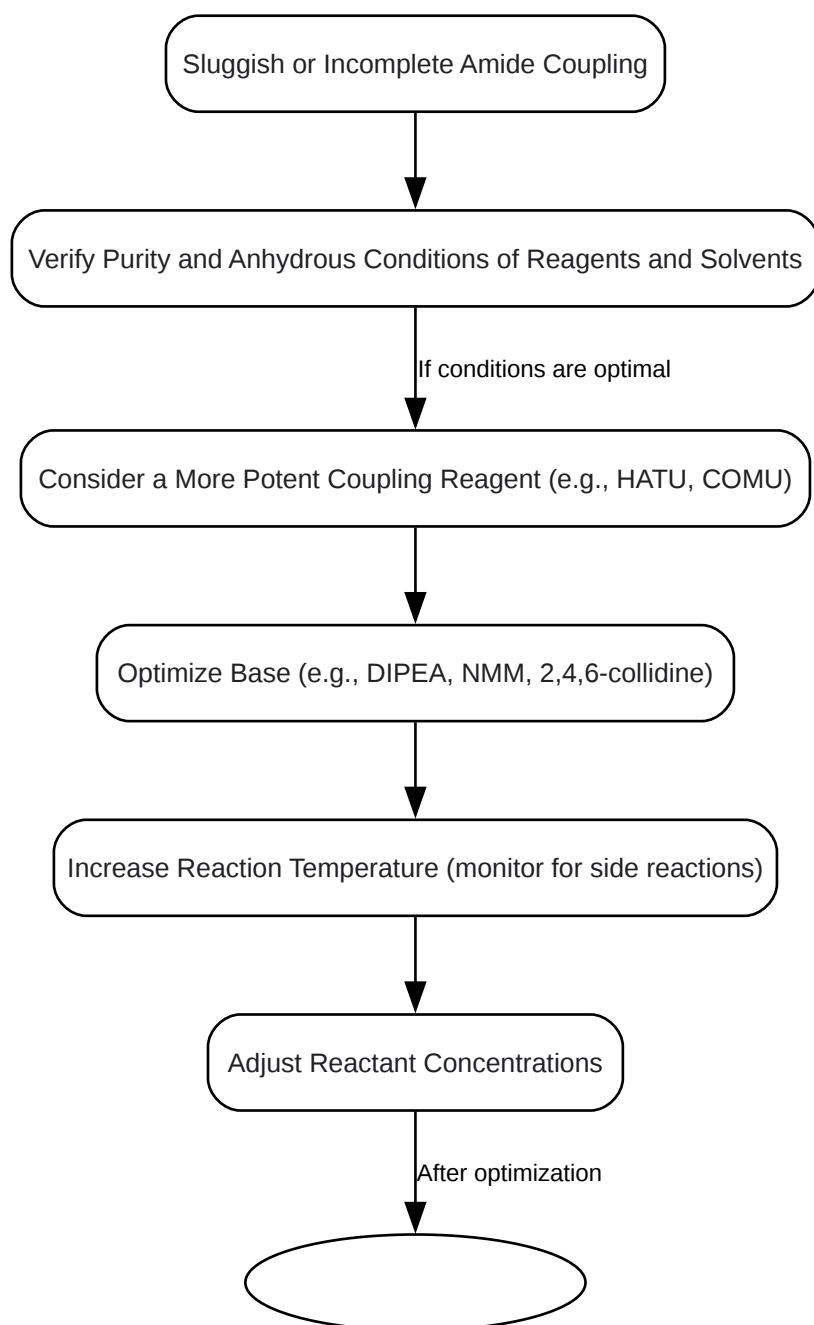 Sluggish or Incomplete Amide Coupling
Verify Purity and Anhydrous Conditions of Reagents and Solvents
If conditions are optimal
Consider a More Potent Coupling Reagent (e.g., HATU, COMU)
Optimize Base (e.g., DIPEA, NMM, 2,4,6-collidine)
Increase Reaction Temperature (monitor for side reactions)
Adjust Reactant Concentrations
After optimization